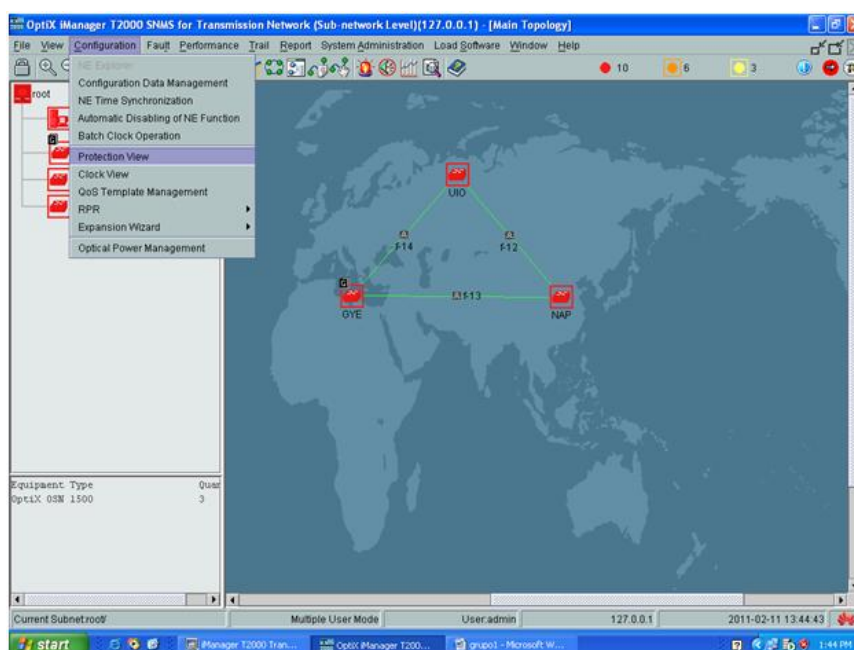 OptiX iManager T2000 SNMS for Transmission Network (Sub-network Level)(127.0.0.1) - [Main Topology]
File View Configuration Fault Performance Trail Report System Administration Load Software Window Help
10 6 3
NE Explorer
Configuration Data Management
NE Time Synchronization
Automatic Disabling of NE Function
Batch Clock Operation
Protection View
Clock View
QoS Template Management
RPR
Expansion Wizard
Optical Power Management
root
UIO
f-14
f-12
GYE
f-13
NAP
Equipment Type Quan
OptiX OSN 1500 3
Current Subnet:root/ Multiple User Mode User:admin 127.0.0.1 2011-02-11 13:44:43
start iManager T2000 Tran... OptiX iManager T200... grupo1 - Microsoft W... 1:44 PM